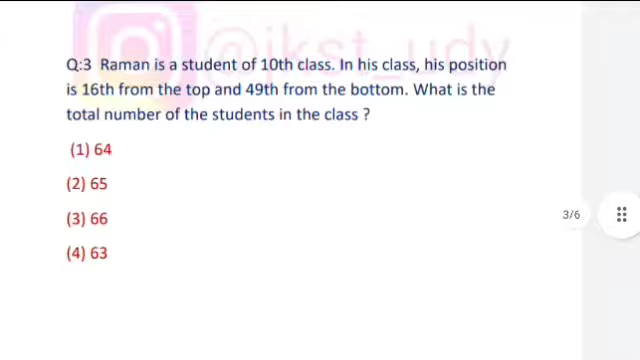 @jkst_udy
Q:3 Raman is a student of 10th class. In his class, his position
is 16th from the top and 49th from the bottom. What is the
total number of the students in the class ?
(1) 64
(2) 65
(3) 66
(4) 63
3/6